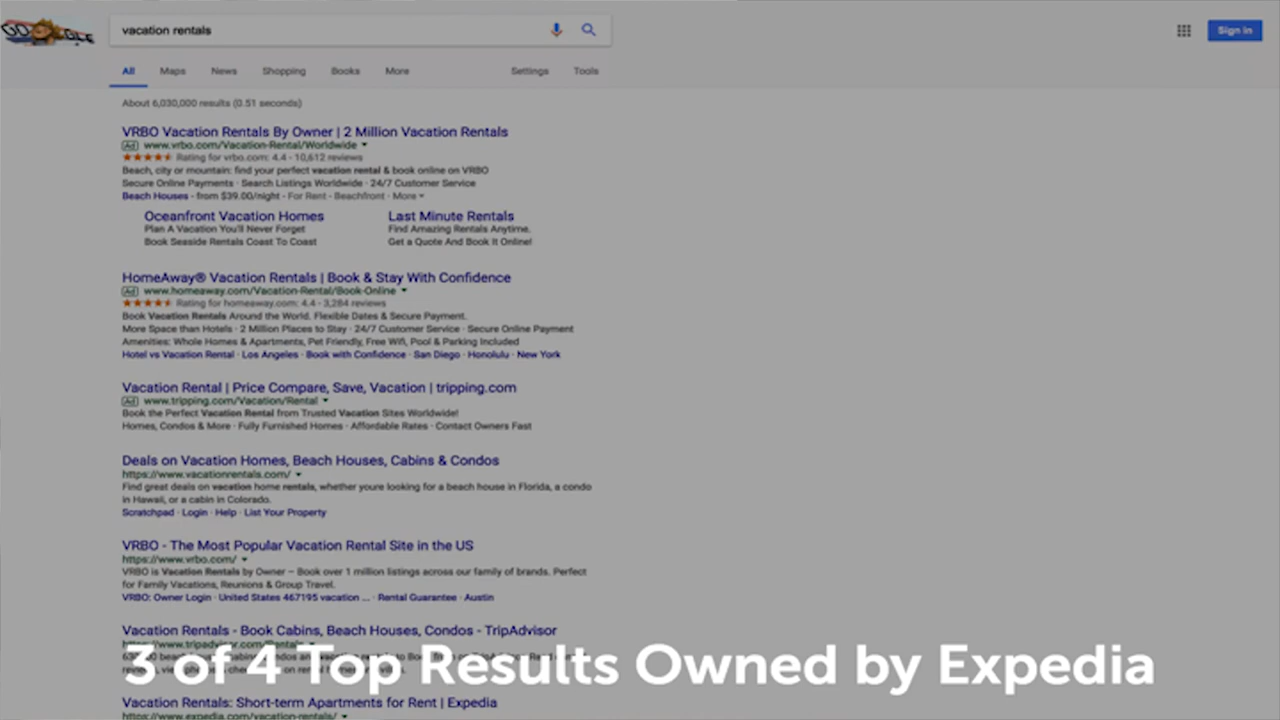 vacation rentals
Sign in
All Maps News Shopping Books More Settings Tools
About 6,030,000 results (0.51 seconds)
VRBO Vacation Rentals By Owner | 2 Million Vacation Rentals
Ad www.vrbo.com/Vacation-Rental/Worldwide
Rating for vrbo.com: 4.4 - 10,612 reviews
Beach, city or mountain: find your perfect vacation rental & book online on VRBO
Secure Online Payments · Search Listings Worldwide · 24/7 Customer Service
Beach Houses - from $39.00/night - For Rent - Beachfront · More
Oceanfront Vacation Homes
Plan A Vacation You'll Never Forget
Book Seaside Rentals Coast To Coast
Last Minute Rentals
Find Amazing Rentals Anytime.
Get a Quote And Book It Online!
HomeAway® Vacation Rentals | Book & Stay With Confidence
Ad www.homeaway.com/Vacation-Rental/Book-Online
Rating for homeaway.com: 4.4 - 3,284 reviews
Book Vacation Rentals Around the World. Flexible Dates & Secure Payment.
More Space than Hotels · 2 Million Places to Stay · 24/7 Customer Service · Secure Online Payment
Amenities: Whole Homes & Apartments, Pet Friendly, Free Wifi, Pool & Parking Included
Hotel vs Vacation Rental · Los Angeles · Book with Confidence · San Diego · Honolulu · New York
Vacation Rental | Price Compare, Save, Vacation | tripping.com
Ad www.tripping.com/Vacation/Rental
Book the Perfect Vacation Rental from Trusted Vacation Sites Worldwide!
Homes, Condos & More · Fully Furnished Homes · Affordable Rates · Contact Owners Fast
Deals on Vacation Homes, Beach Houses, Cabins & Condos
https://www.vacationrentals.com/
Find great deals on vacation home rentals, whether youre looking for a beach house in Florida, a condo
in Hawaii, or a cabin in Colorado.
Scratchpad · Login · Help · List Your Property
VRBO - The Most Popular Vacation Rental Site in the US
https://www.vrbo.com/
VRBO is Vacation Rentals by Owner – Book over 1 million listings across our family of brands. Perfect
for Family Vacations, Reunions & Group Travel.
VRBO: Owner Login · United States 467195 vacation ... · Rental Guarantee · Austin
Vacation Rentals - Book Cabins, Beach Houses, Condos - TripAdvisor
https://www.tripadvisor.com/Rentals
3 of 4 Top Results Owned by Expedia
Vacation Rentals: Short-term Apartments for Rent | Expedia
https://www.expedia.com/vacation-rentals/